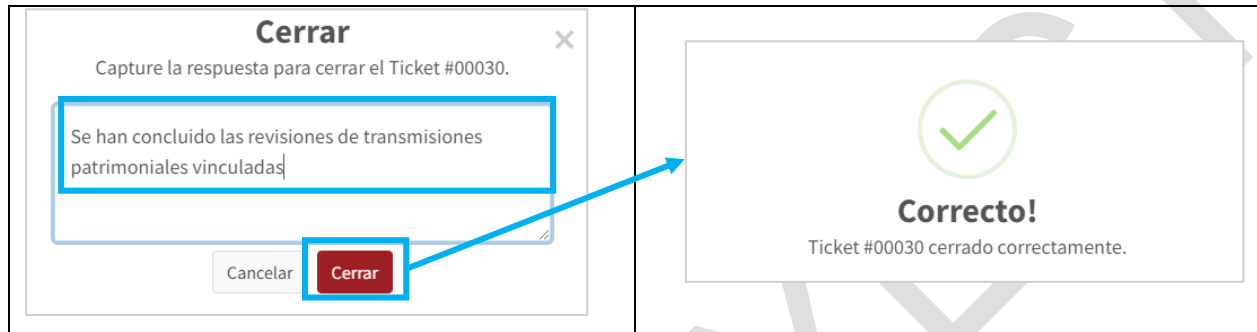 Cerrar
×
Capture la respuesta para cerrar el Ticket #00030.
Se han concluido las revisiones de transmisiones
patrimoniales vinculadas
Cancelar
Cerrar
Correcto!
Ticket #00030 cerrado correctamente.